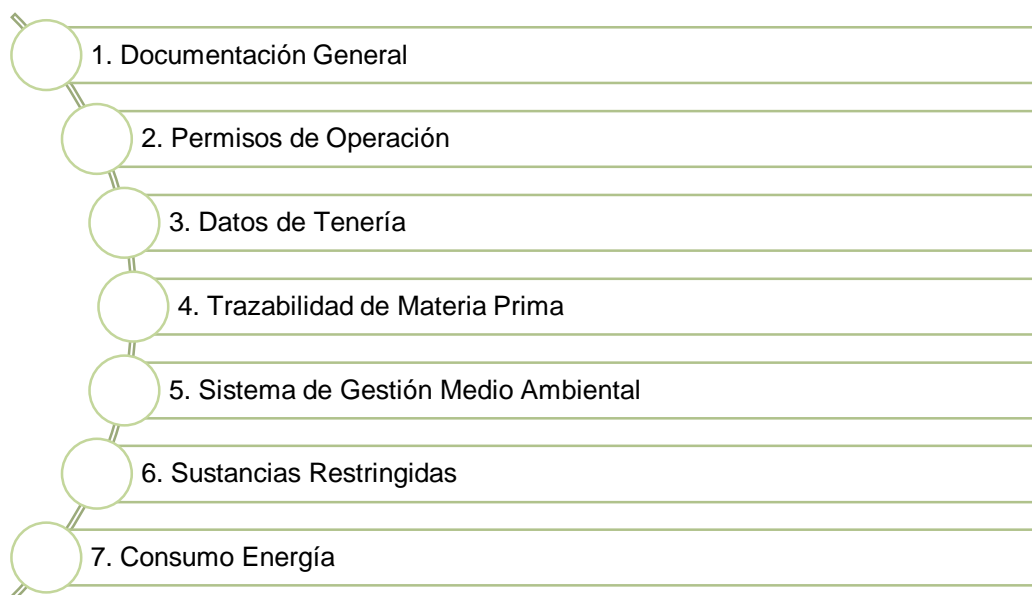 1. Documentación General
2. Permisos de Operación
3. Datos de Tenería
4. Trazabilidad de Materia Prima
5. Sistema de Gestión Medio Ambiental
6. Sustancias Restringidas
7. Consumo Energía